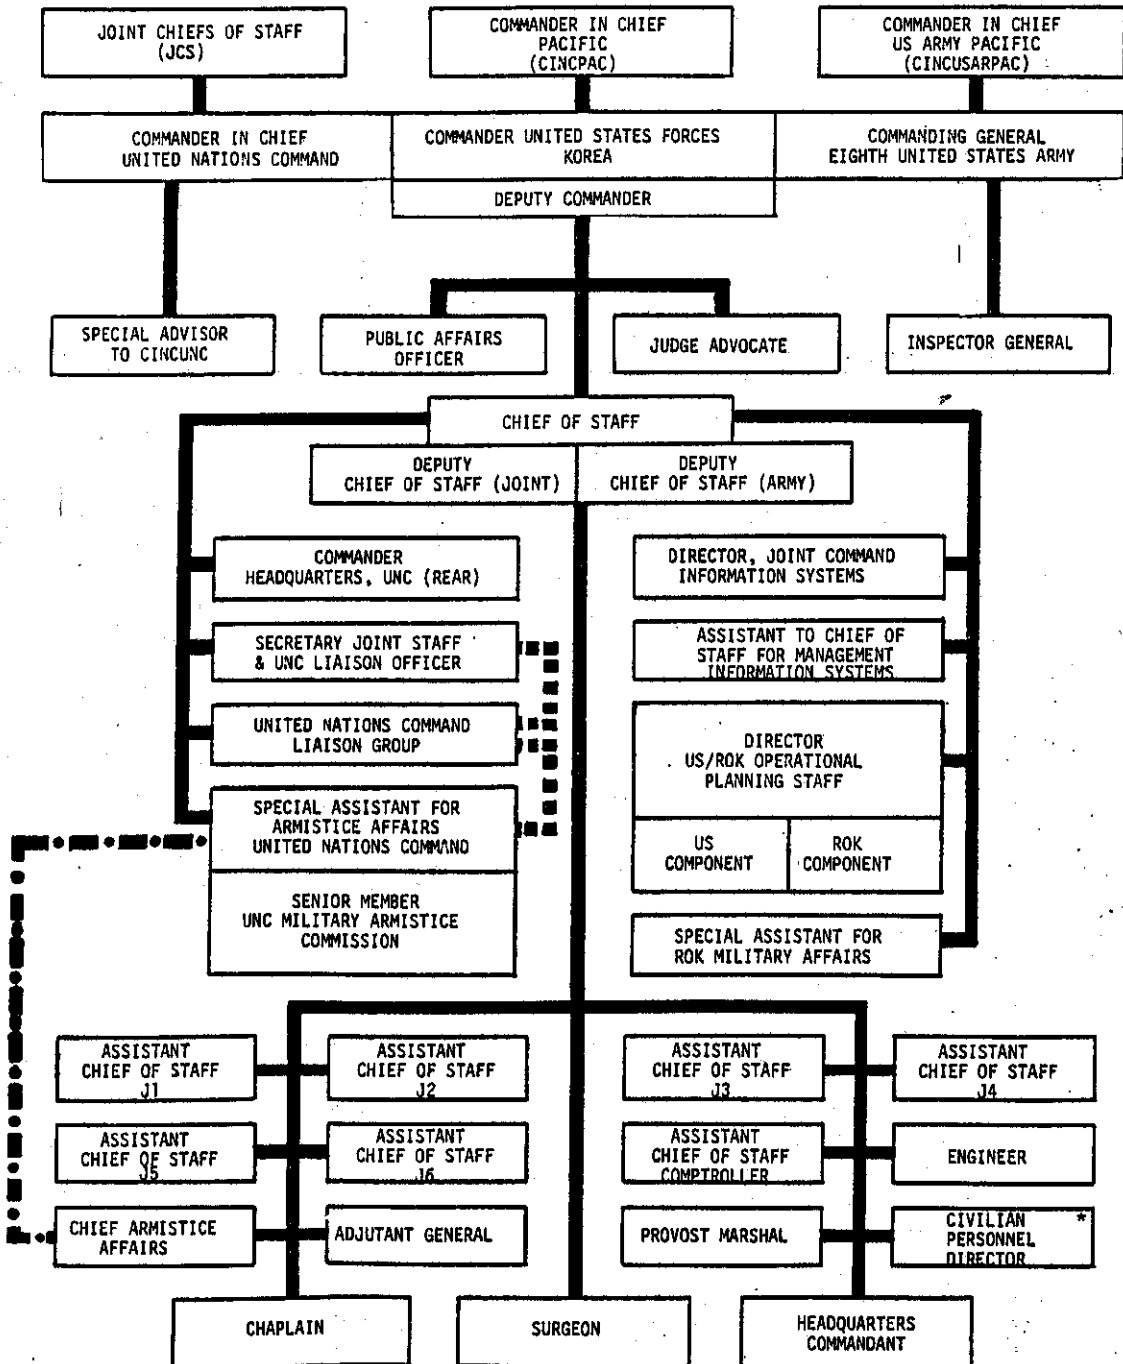 JOINT CHIEFS OF STAFF
(JCS)
COMMANDER IN CHIEF
PACIFIC
(CINCPAC)
COMMANDER IN CHIEF
US ARMY PACIFIC
(CINCUSARPAC)
COMMANDER IN CHIEF
UNITED NATIONS COMMAND
COMMANDER UNITED STATES FORCES
KOREA
COMMANDING GENERAL
EIGHTH UNITED STATES ARMY
DEPUTY COMMANDER
SPECIAL ADVISOR
TO CINCUNC
PUBLIC AFFAIRS
OFFICER
JUDGE ADVOCATE
INSPECTOR GENERAL
CHIEF OF STAFF
DEPUTY
CHIEF OF STAFF (JOINT)
DEPUTY
CHIEF OF STAFF (ARMY)
COMMANDER
HEADQUARTERS, UNC (REAR)
DIRECTOR, JOINT COMMAND
INFORMATION SYSTEMS
SECRETARY JOINT STAFF
& UNC LIAISON OFFICER
ASSISTANT TO CHIEF OF
STAFF FOR MANAGEMENT
INFORMATION SYSTEMS
UNITED NATIONS COMMAND
LIAISON GROUP
DIRECTOR
US/ROK OPERATIONAL
PLANNING STAFF
SPECIAL ASSISTANT FOR
ARMISTICE AFFAIRS
UNITED NATIONS COMMAND
US
COMPONENT
ROK
COMPONENT
SENIOR MEMBER
UNC MILITARY ARMISTICE
COMMISSION
SPECIAL ASSISTANT FOR
ROK MILITARY AFFAIRS
ASSISTANT
CHIEF OF STAFF
J1
ASSISTANT
CHIEF OF STAFF
J2
ASSISTANT
CHIEF OF STAFF
J3
ASSISTANT
CHIEF OF STAFF
J4
ASSISTANT
CHIEF OF STAFF
J5
ASSISTANT
CHIEF OF STAFF
J6
ASSISTANT
CHIEF OF STAFF
COMPTROLLER
ENGINEER
CHIEF ARMISTICE
AFFAIRS
ADJUTANT GENERAL
PROVOST MARSHAL
CIVILIAN *
PERSONNEL
DIRECTOR
CHAPLAIN
SURGEON
HEADQUARTERS
COMMANDANT